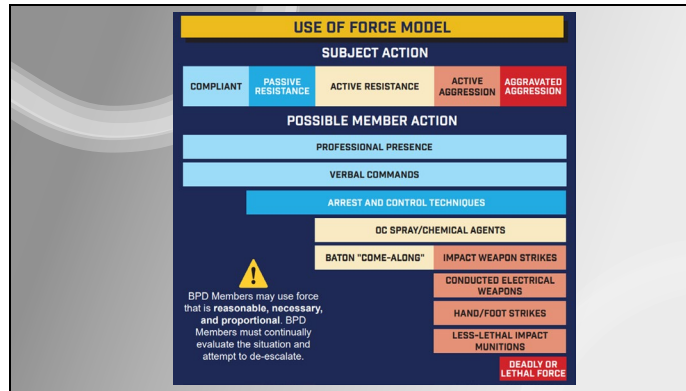 USE OF FORCE MODEL
SUBJECT ACTION
COMPLIANT
PASSIVE
RESISTANCE
ACTIVE RESISTANCE
ACTIVE
AGGRESSION
AGGRAVATED
AGGRESSION
POSSIBLE MEMBER ACTION
PROFESSIONAL PRESENCE
VERBAL COMMANDS
ARREST AND CONTROL TECHNIQUES
OC SPRAY/CHEMICAL AGENTS
BATON "COME-ALONG"
IMPACT WEAPON STRIKES
CONDUCTED ELECTRICAL
WEAPONS
HAND/FOOT STRIKES
LESS-LETHAL IMPACT
MUNITIONS
DEADLY OR
LETHAL FORCE
BPD Members may use force
that is reasonable, necessary,
and proportional. BPD
Members must continually
evaluate the situation and
attempt to de-escalate.